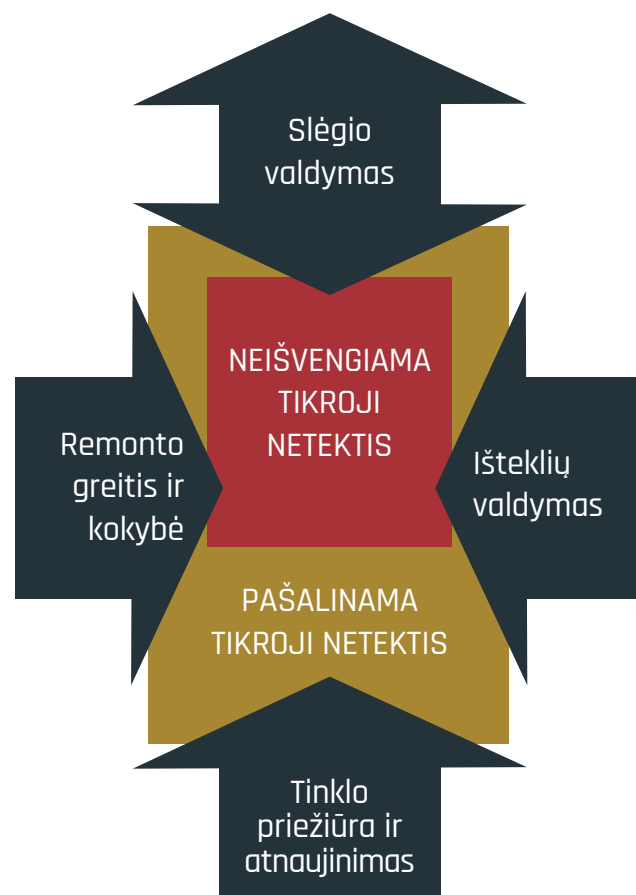 Slėgio
valdymas
NEIŠVENGIAMA
TIKROJI
NETEKTIS
Remonto
greitis ir
kokybė
Išteklių
valdymas
PAŠALINAMA
TIKROJI NETEKTIS
Tinklo
priežiūra ir
atnaujinimas